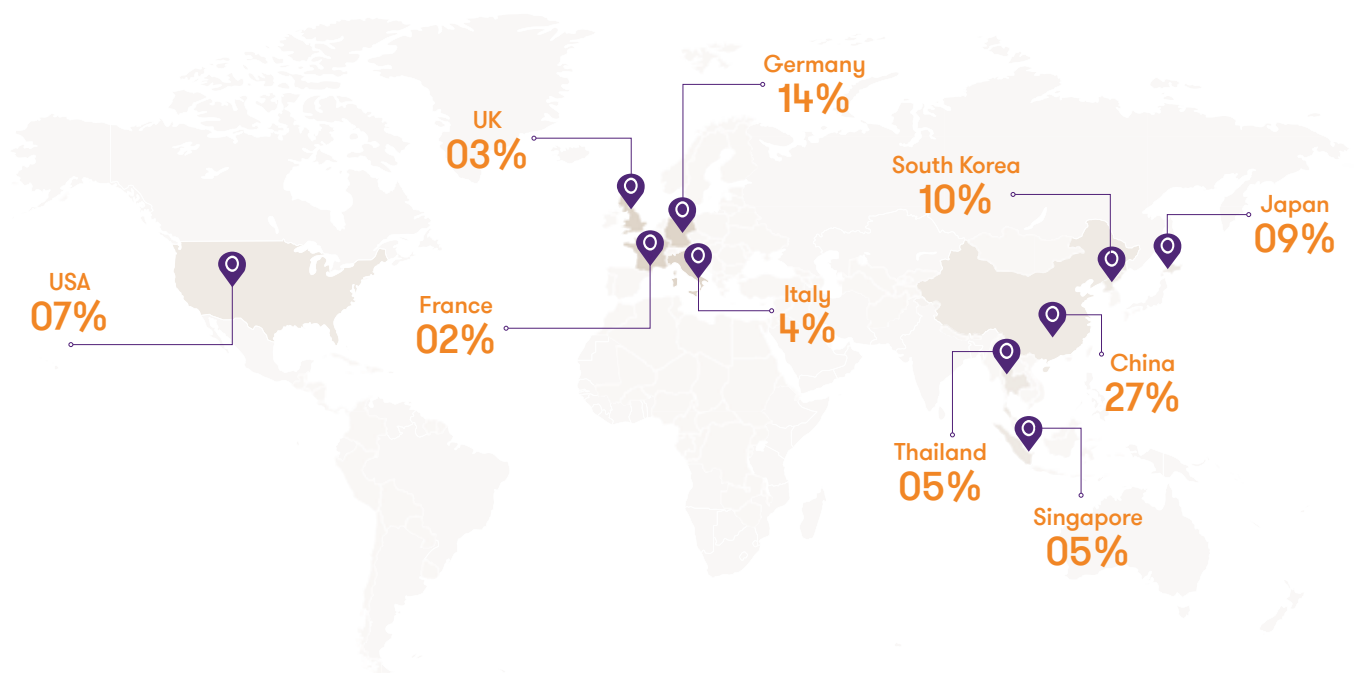 Germany
14%
UK
03%
South Korea
10%
Japan
09%
USA
07%
France
02%
Italy
4%
China
27%
Thailand
05%
Singapore
05%